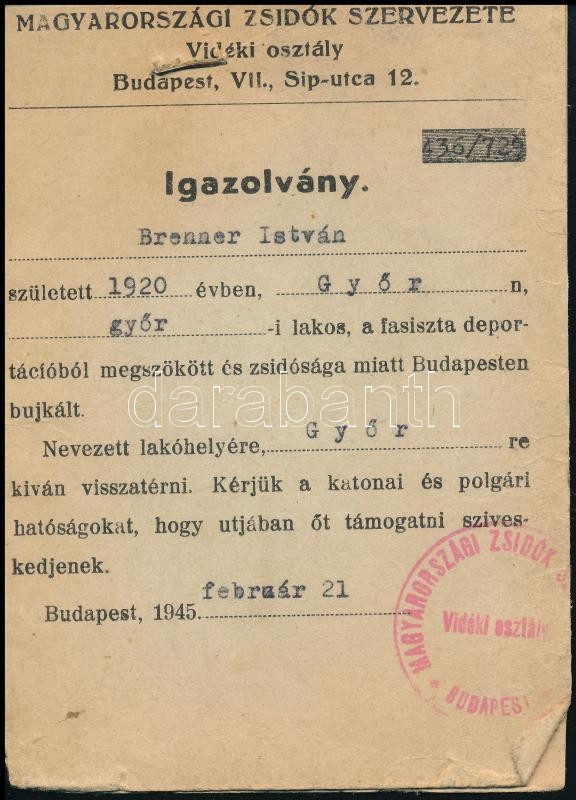 MAGYARORSZÁGI ZSIDÓK SZERVEZETE
Vidéki osztály
Budapest, VII., Sip-utca 12.
436/725
Igazolvány.
Brenner István
született 1920 évben, Győr n,
győr -i lakos, a fasiszta depor-
tációból megszökött és zsidósága miatt Budapesten
bujkált.
Nevezett lakóhelyére, Győr re
kiván visszatérni. Kérjük a katonai és polgári
hatóságokat, hogy utjában őt támogatni szives-
kedjenek.
Budapest, 1945. február 21
MAGYARORSZÁGI ZSIDÓK
Vidéki osztály
* BUDAPEST
darabanth